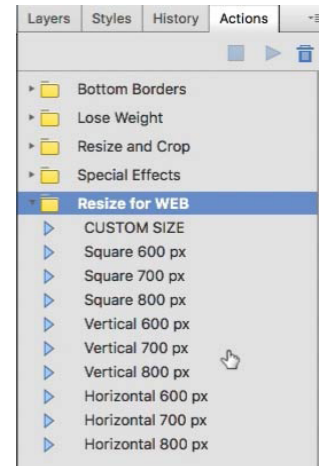 Layers Styles History Actions
Bottom Borders
Lose Weight
Resize and Crop
Special Effects
Resize for WEB
CUSTOM SIZE
Square 600 px
Square 700 px
Square 800 px
Vertical 600 px
Vertical 700 px
Vertical 800 px
Horizontal 600 px
Horizontal 700 px
Horizontal 800 px